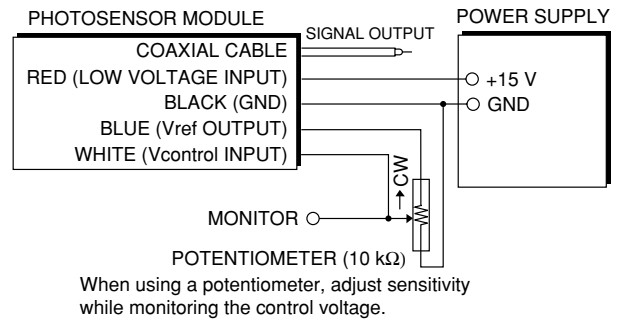 PHOTOSENSOR MODULE
POWER SUPPLY
SIGNAL OUTPUT
COAXIAL CABLE
RED (LOW VOLTAGE INPUT)
+15 V
BLACK (GND)
GND
BLUE (Vref OUTPUT)
WHITE (Vcontrol INPUT)
CW
MONITOR
POTENTIOMETER (10 kΩ)
When using a potentiometer, adjust sensitivity
while monitoring the control voltage.